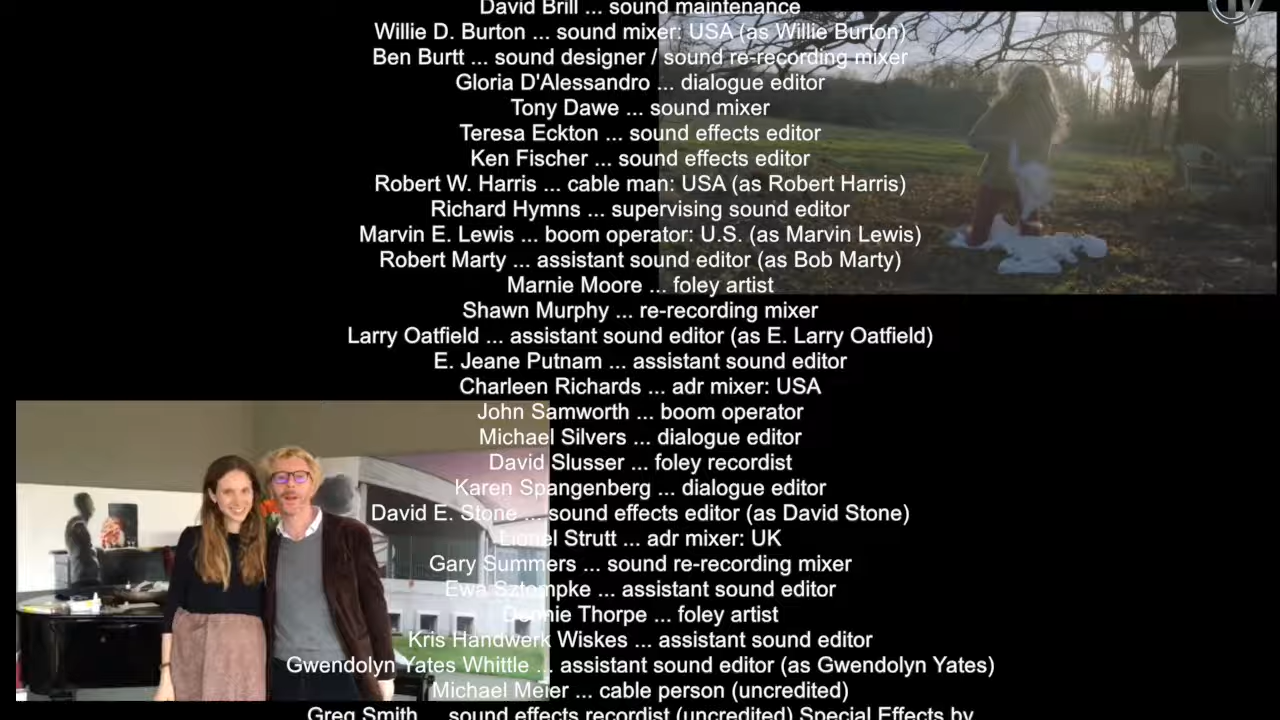 David Brill ... sound maintenance
Willie D. Burton ... sound mixer: USA (as Willie Burton)
Ben Burtt ... sound designer / sound re-recording mixer
Gloria D'Alessandro ... dialogue editor
Tony Dawe ... sound mixer
Teresa Eckton ... sound effects editor
Ken Fischer ... sound effects editor
Robert W. Harris ... cable man: USA (as Robert Harris)
Richard Hymns ... supervising sound editor
Marvin E. Lewis ... boom operator: U.S. (as Marvin Lewis)
Robert Marty ... assistant sound editor (as Bob Marty)
Marnie Moore ... foley artist
Shawn Murphy ... re-recording mixer
Larry Oatfield ... assistant sound editor (as E. Larry Oatfield)
E. Jeane Putnam ... assistant sound editor
Charleen Richards ... adr mixer: USA
John Samworth ... boom operator
Michael Silvers ... dialogue editor
David Slusser ... foley recordist
Karen Spangenberg ... dialogue editor
David E. Stone ... sound effects editor (as David Stone)
Lionel Strutt ... adr mixer: UK
Gary Summers ... sound re-recording mixer
Ewa Sztompke ... assistant sound editor
Dennie Thorpe ... foley artist
Kris Handwerk Wiskes ... assistant sound editor
Gwendolyn Yates Whittle ... assistant sound editor (as Gwendolyn Yates)
Michael Meier ... cable person (uncredited)
Greg Smith ... sound effects recordist (uncredited) Special Effects by